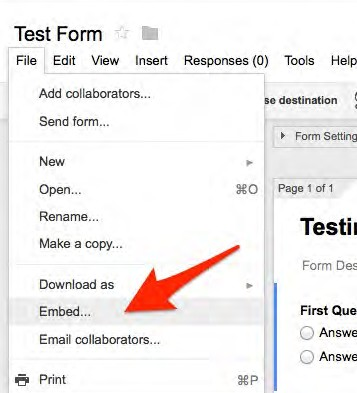 Test Form
File Edit View Insert Responses (0) Tools Help
Add collaborators...
se destination
Send form...
Form Setting
New
Open... ⌘O
Page 1 of 1
Rename...
Make a copy...
Testin
Form Des
Download as
Embed...
First Que
Answe
Email collaborators...
Answe
Print ⌘P